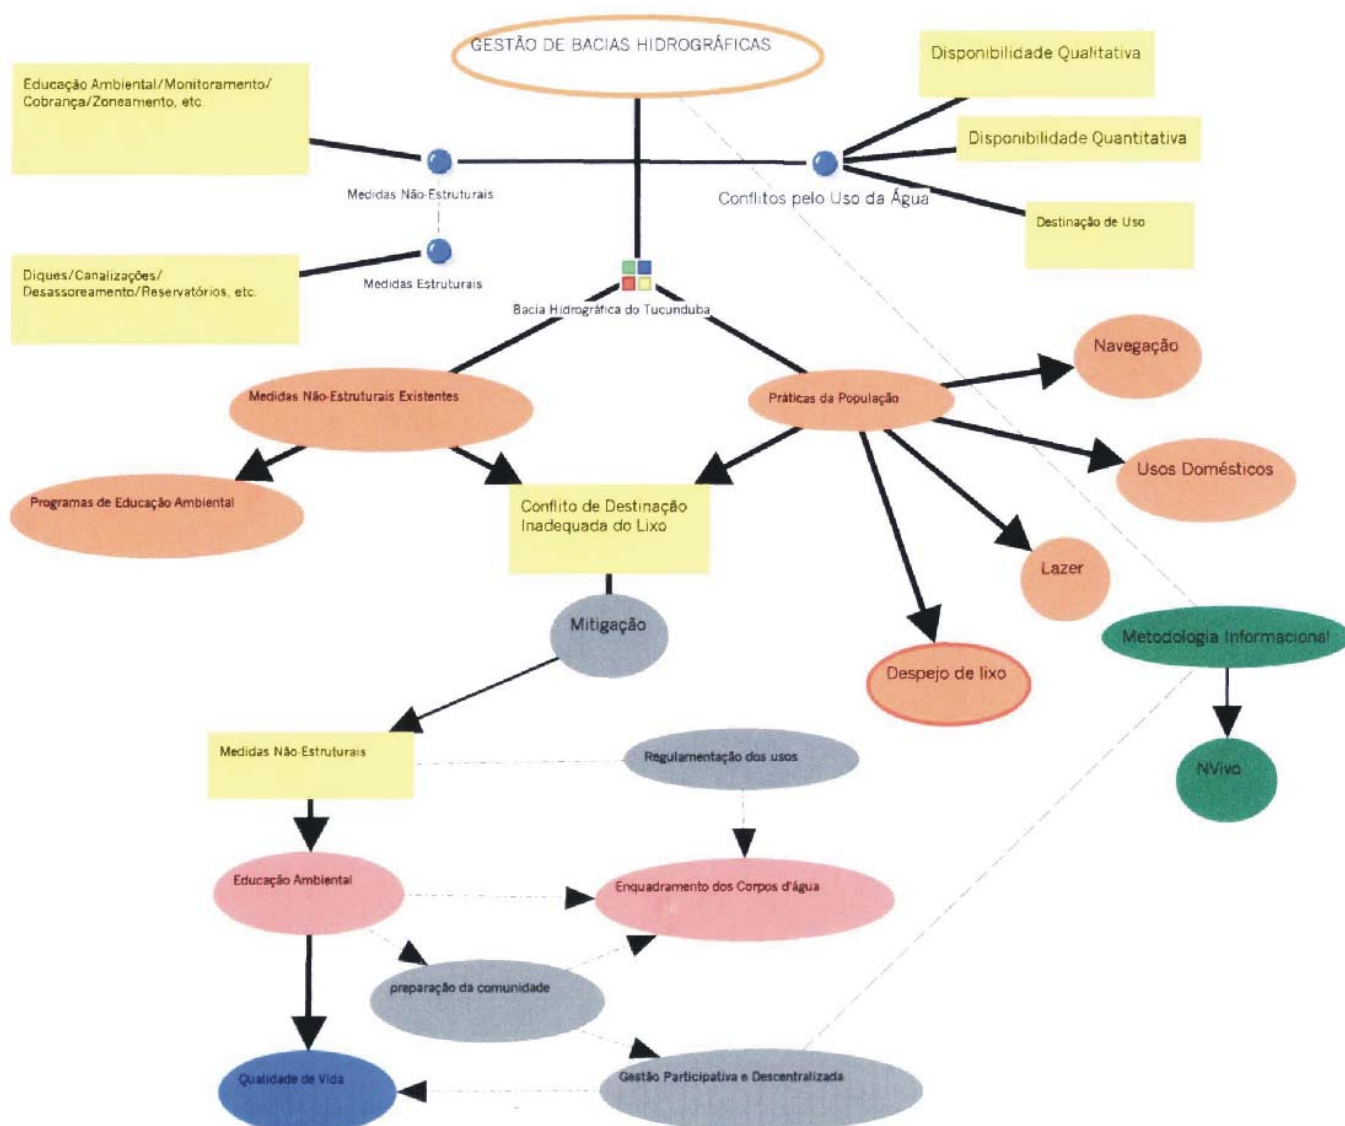 GESTÃO DE BACIAS HIDROGRÁFICAS
Disponibilidade Qualitativa
Educação Ambiental/Monitoramento/
Cobrança/Zoneamento, etc.
Disponibilidade Quantitativa
Medidas Não-Estruturais
Conflitos pelo Uso da Água
Destinação de Uso
Diques/Canalizações/
Desassoreamento/Reservatórios, etc.
Medidas Estruturais
Bacia Hidrográfica do Tucunduba
Navegação
Medidas Não-Estruturais Existentes
Práticas da População
Usos Domésticos
Programas de Educação Ambiental
Conflito de Destinação
Inadequada do Lixo
Lazer
Mitigação
Metodologia Informacional
Despejo de lixo
Medidas Não-Estruturais
Regulamentação dos usos
NVivo
Educação Ambiental
Enquadramento dos Corpos d'água
preparação da comunidade
Qualidade de Vida
Gestão Participativa e Descentralizada